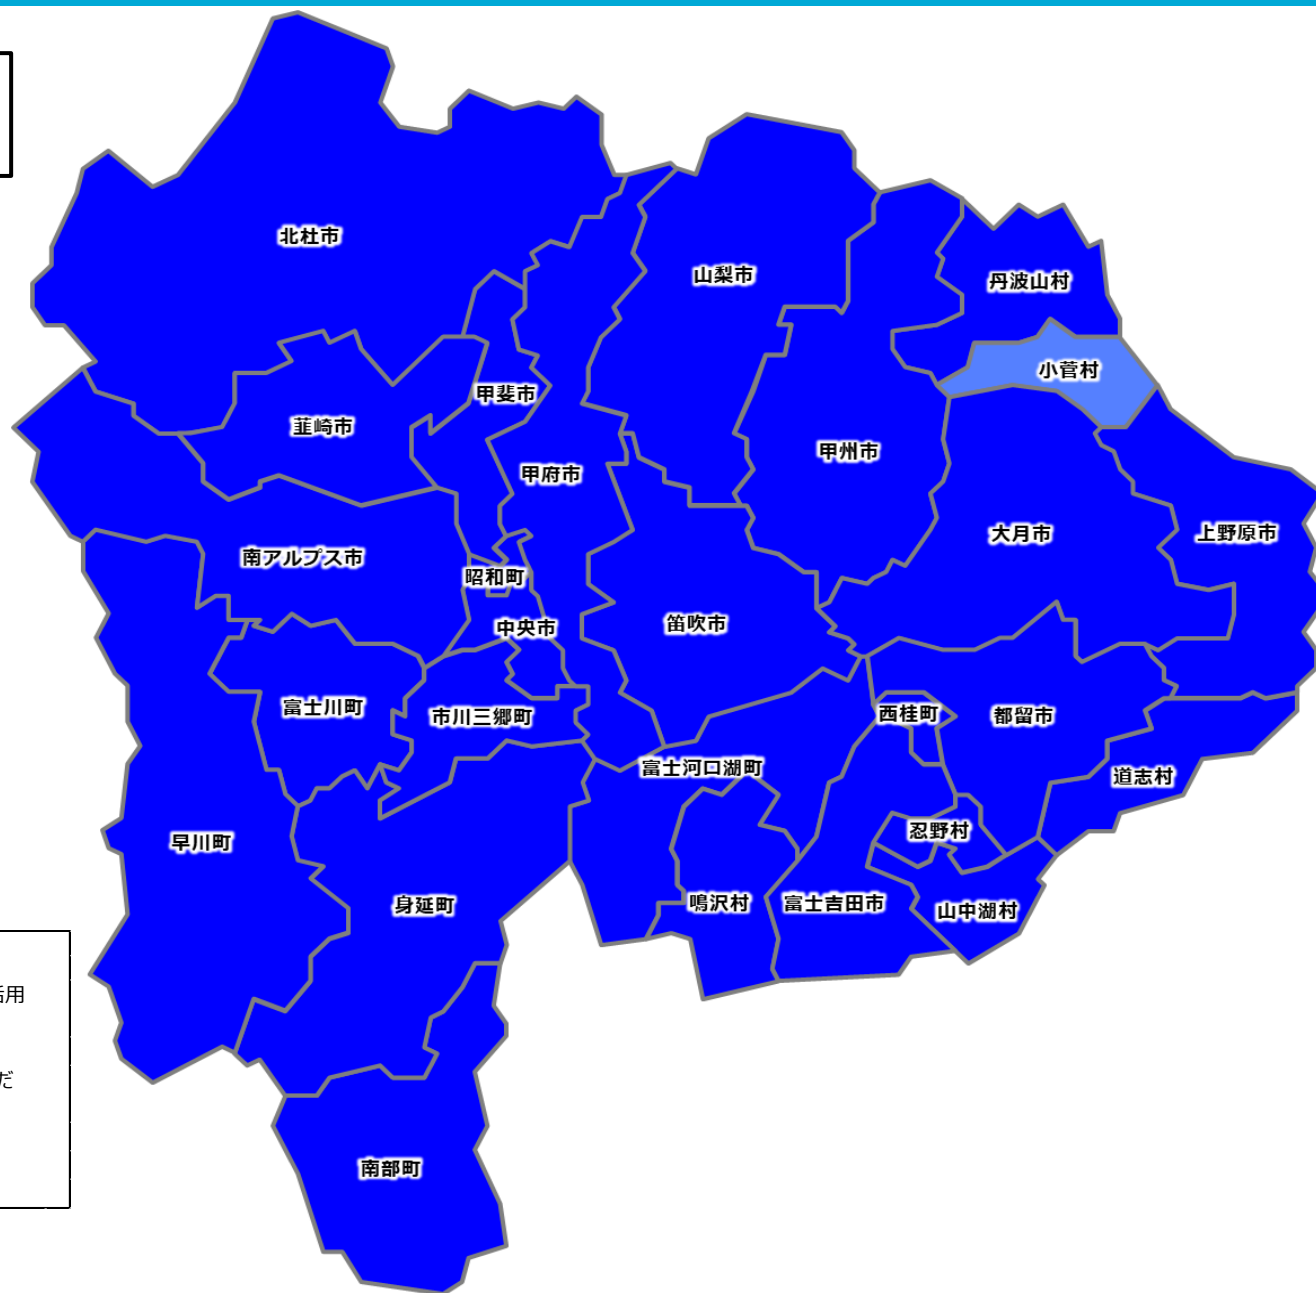 北杜市
山梨市
丹波山村
小菅村
甲斐市
韮崎市
甲州市
甲府市
大月市
上野原市
南アルプス市
昭和町
笛吹市
中央市
富士川町
市川三郷町
西桂町
都留市
富士河口湖町
道志村
忍野村
早川町
鳴沢村
富士吉田市
身延町
山中湖村
活用
だ
南部町